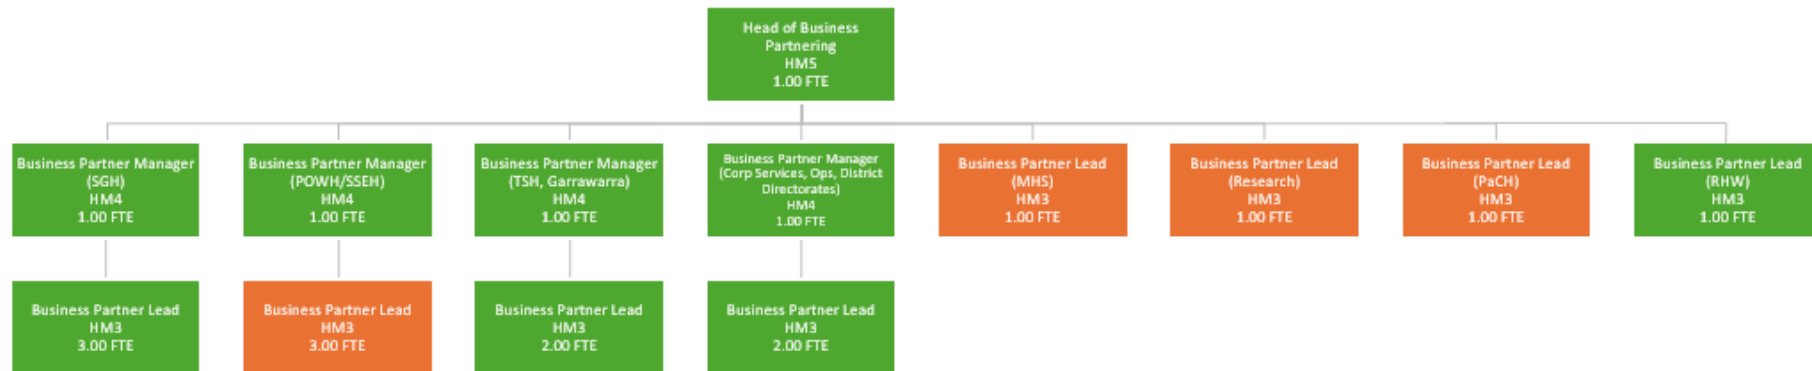 Head of Business
Partnering
HM5
1.00 FTE
Business Partner Manager
(SGH)
HM4
1.00 FTE
Business Partner Manager
(POWH/SSEH)
HM4
1.00 FTE
Business Partner Manager
(TSH, Garrawarra)
HM4
1.00 FTE
Business Partner Manager
(Corp Services, Ops, District
Directorates)
HM4
1.00 FTE
Business Partner Lead
(MHS)
HM3
1.00 FTE
Business Partner Lead
(Research)
HM3
1.00 FTE
Business Partner Lead
(PaCH)
HM3
1.00 FTE
Business Partner Lead
(RHW)
HM3
1.00 FTE
Business Partner Lead
HM3
3.00 FTE
Business Partner Lead
HM3
3.00 FTE
Business Partner Lead
HM3
2.00 FTE
Business Partner Lead
HM3
2.00 FTE